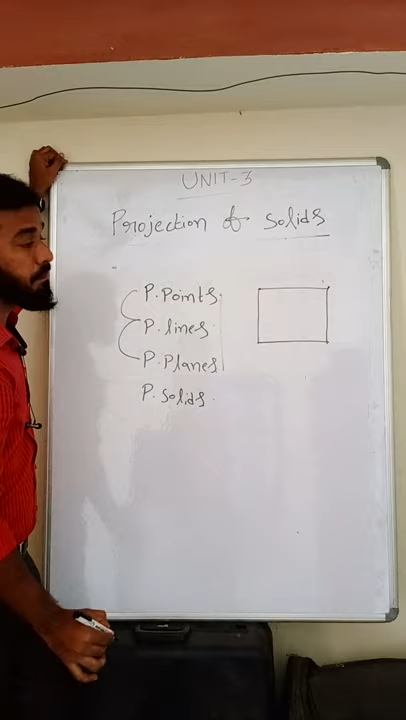 UNIT-3
Projection of Solids
P. Points.
P. lines.
P. Planes
P. Solids.